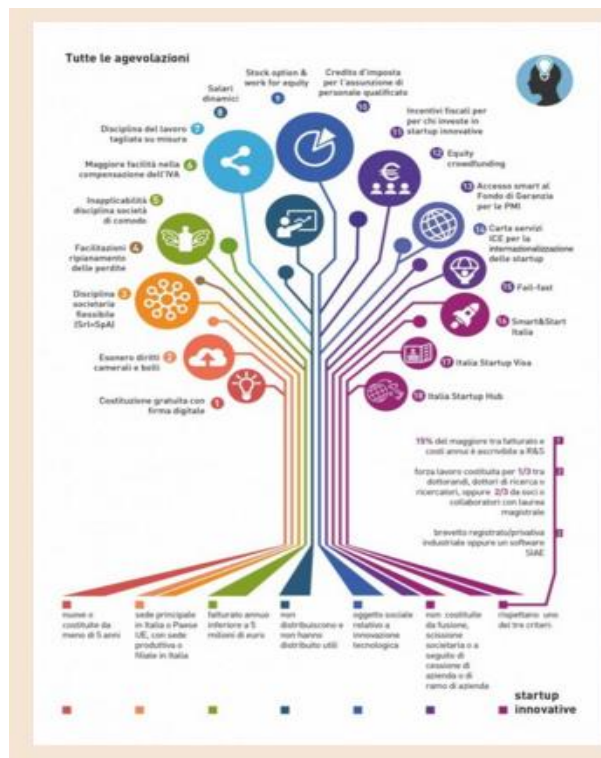 Tutte le agevolazioni
Stock option &
work for equity
9
Credito d'imposta
per l'assunzione di
personale qualificato
10
Salari
dinamici
8
Incentivi fiscali per
per chi investe in
startup innovative
11
Disciplina del lavoro
tagliata su misura
7
12 Equity
crowdfunding
Maggiore facilità nella
compensazione dell'IVA
6
13 Accesso smart al
Fondo di Garanzia
per le PMI
Inapplicabilità
disciplina società
di comodo
5
14 Carta servizi
ICE per la
internazionalizzazione
delle startup
Facilitazioni
ripianamento
delle perdite
4
15 Fail-fast
Disciplina
societaria
flessibile
(Srl=SpA)
3
16 Smart&Start
Italia
Esonero diritti
camerali e bolli
2
17 Italia Startup Visa
Costituzione gratuita con
firma digitale
1
18 Italia Startup Hub
15% del maggiore tra fatturato e
costi annui è ascrivibile a R&S
1
forza lavoro costituita per 1/3 tra
dottorandi, dottori di ricerca o
ricercatori, oppure 2/3 da soci o
collaboratori con laurea
magistrale
2
brevetto registrato/privativa
industriale oppure un software
SIAE
3
nuove o
costituite da
meno di 5 anni
sede principale
in Italia o Paese
UE, con sede
produttiva o
filiale in Italia
fatturato annuo
inferiore a 5
milioni di euro
non
distribuiscono e
non hanno
distribuito utili
oggetto sociale
relativo a
innovazione
tecnologica
non costituite
da fusione,
scissione
societaria o a
seguito di
cessione di
azienda o di
ramo di azienda
rispettano uno
dei tre criteri
startup
innovative